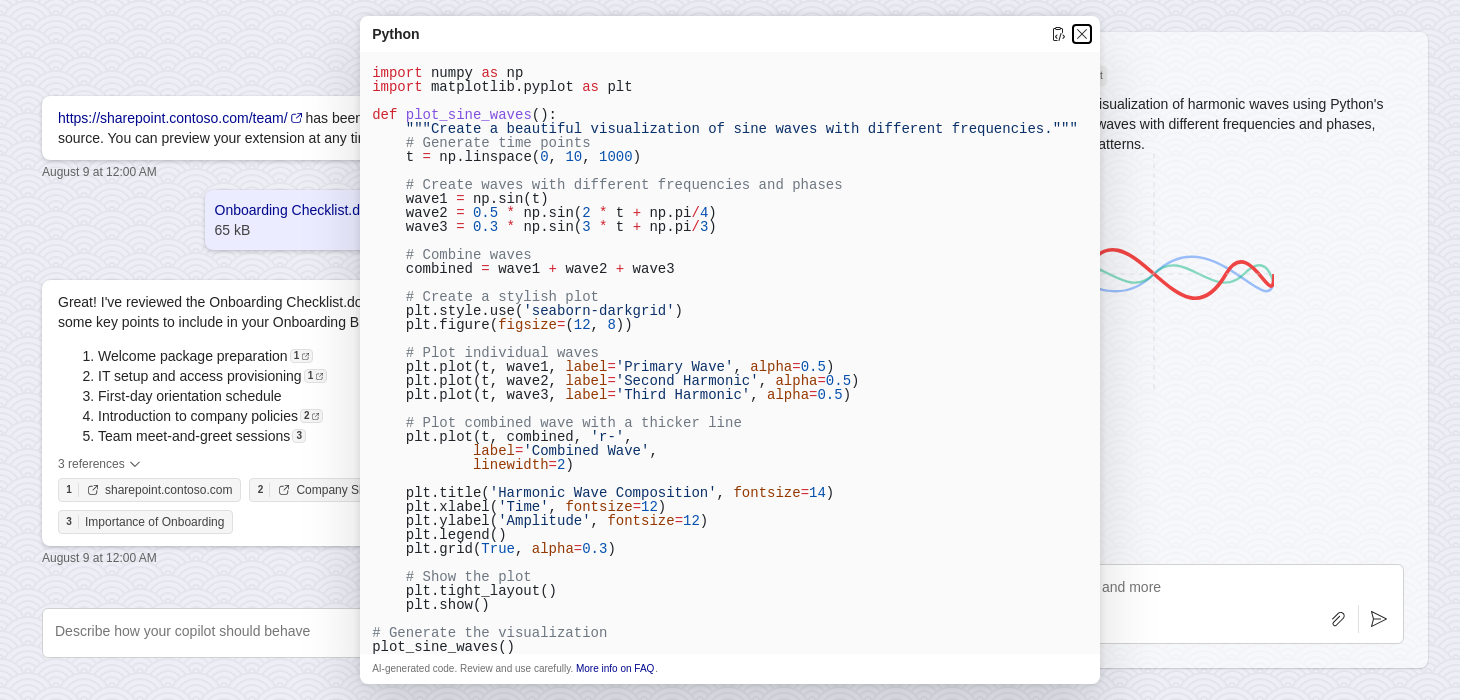 Python
import numpy as np
import matplotlib.pyplot as plt
def plot_sine_waves():
    """Create a beautiful visualization of sine waves with different frequencies."""
    # Generate time points
    t = np.linspace(0, 10, 1000)
    # Create waves with different frequencies and phases
    wave1 = np.sin(t)
    wave2 = 0.5 * np.sin(2 * t + np.pi/4)
    wave3 = 0.3 * np.sin(3 * t + np.pi/3)
    # Combine waves
    combined = wave1 + wave2 + wave3
    # Create a stylish plot
    plt.style.use('seaborn-darkgrid')
    plt.figure(figsize=(12, 8))
    # Plot individual waves
    plt.plot(t, wave1, label='Primary Wave', alpha=0.5)
    plt.plot(t, wave2, label='Second Harmonic', alpha=0.5)
    plt.plot(t, wave3, label='Third Harmonic', alpha=0.5)
    # Plot combined wave with a thicker line
    plt.plot(t, combined, 'r-',
            label='Combined Wave',
            linewidth=2)
    plt.title('Harmonic Wave Composition', fontsize=14)
    plt.xlabel('Time', fontsize=12)
    plt.ylabel('Amplitude', fontsize=12)
    plt.legend()
    plt.grid(True, alpha=0.3)
    # Show the plot
    plt.tight_layout()
    plt.show()
# Generate the visualization
plot_sine_waves()
AI-generated code. Review and use carefully. More info on FAQ.
https://sharepoint.contoso.com/team/ has been
source. You can preview your extension at any
August 9 at 12:00 AM
Onboarding Checklist.d
65 kB
Great! I've reviewed the Onboarding Checklist.do
some key points to include in your Onboarding B
1. Welcome package preparation 1
2. IT setup and access provisioning 1
3. First-day orientation schedule
4. Introduction to company policies 2
5. Team meet-and-greet sessions 3
3 references
1 sharepoint.contoso.com 2 Company S
3 Importance of Onboarding
August 9 at 12:00 AM
Describe how your copilot should behave
t
isualization of harmonic waves using Python's
waves with different frequencies and phases,
atterns.
and more